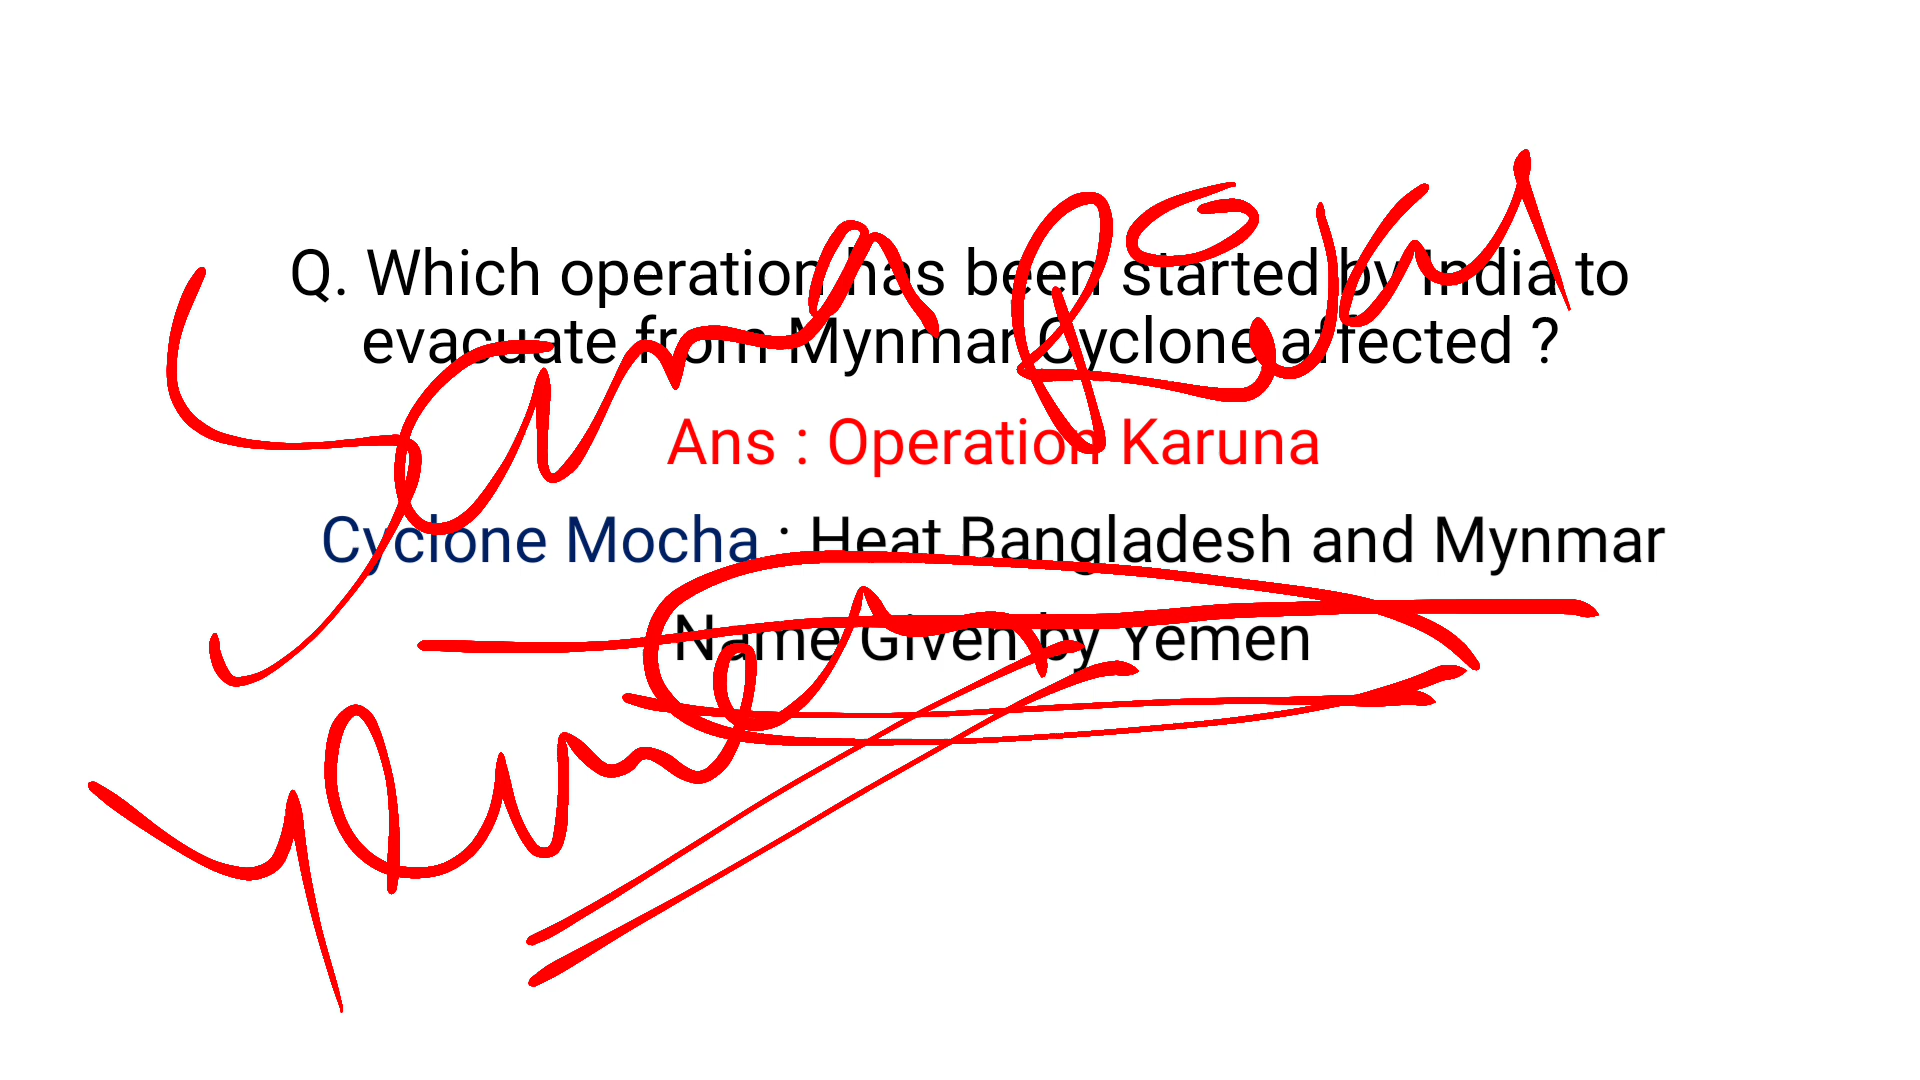 Q. Which operation has been started by India to
evacuate from Mynmar Cyclone affected ?
Ans : Operation Karuna
Cyclone Mocha : Heat Bangladesh and Mynmar
Name Given by Yemen
Yemen